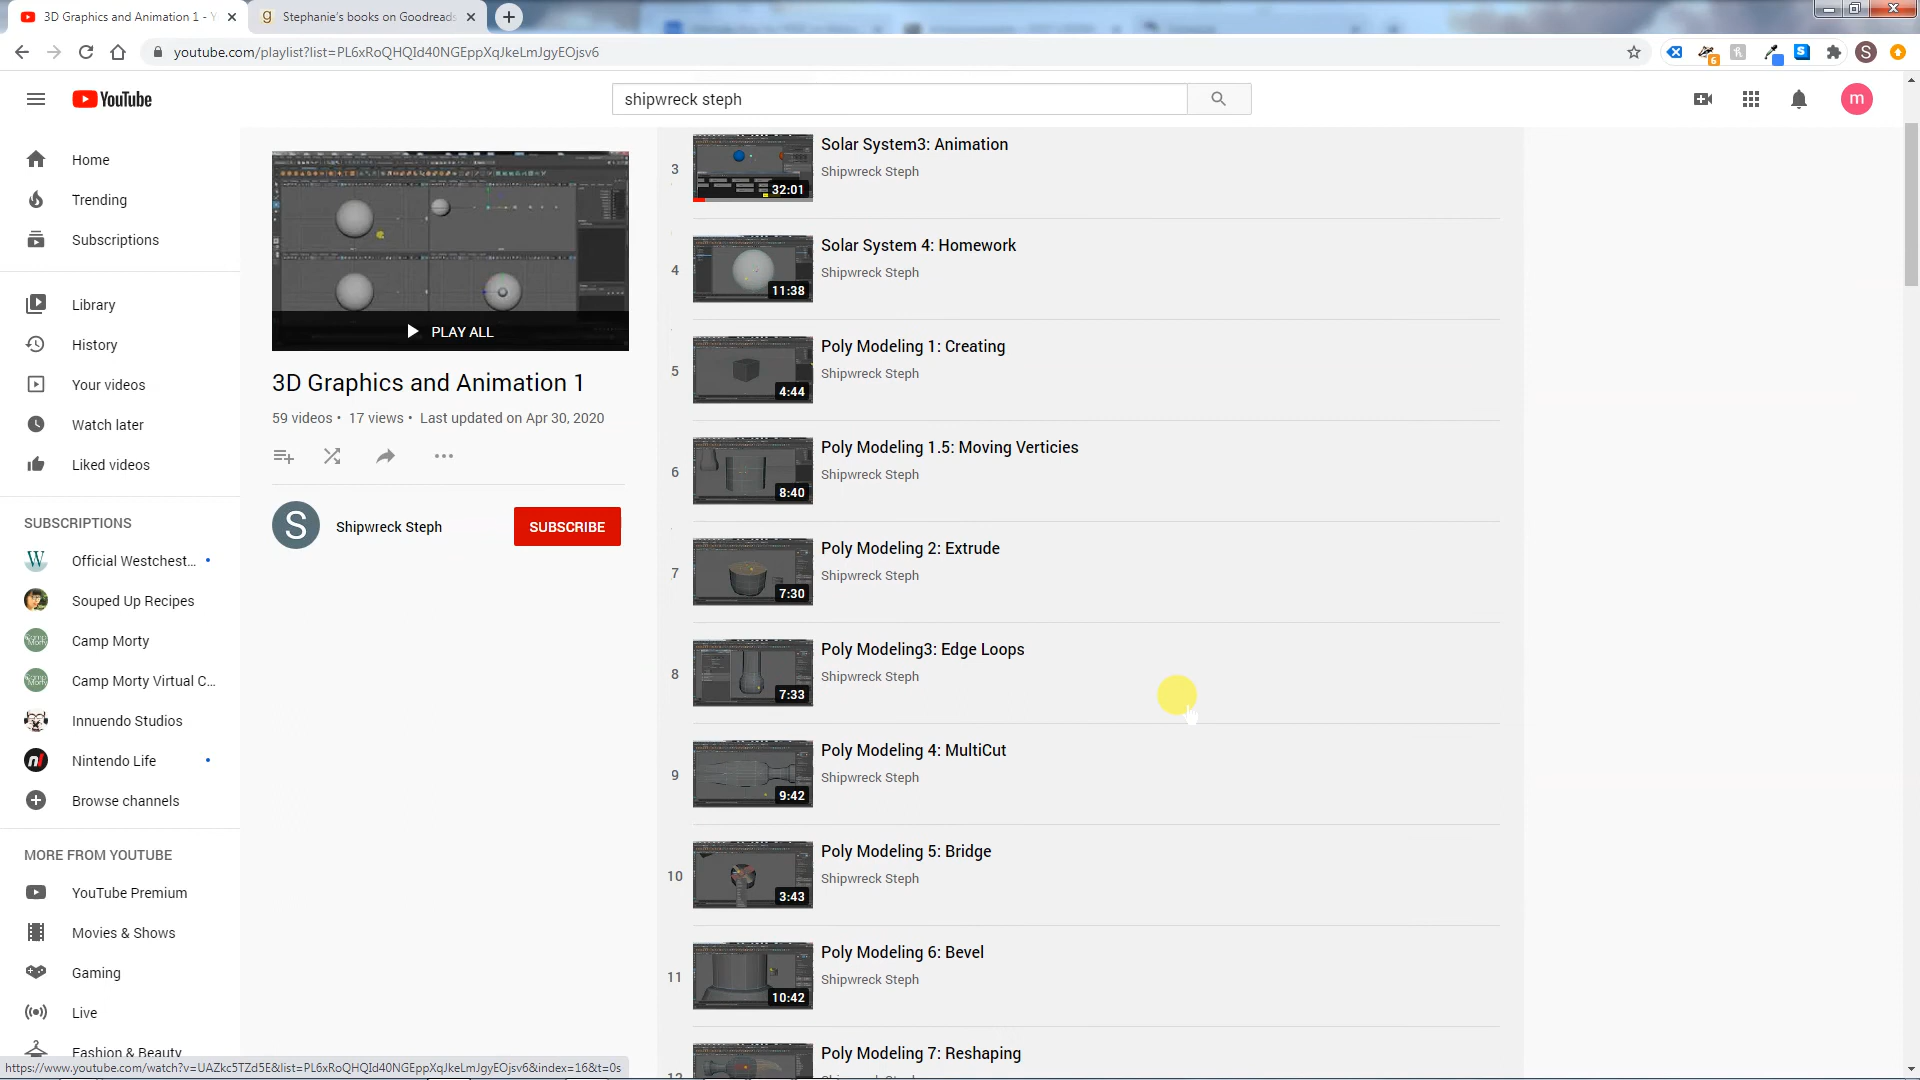 3D Graphics and Animation 1 - Y
Stephanie's books on Goodreads
youtube.com/playlist?list=PL6xRoQHQId40NGEppXqJkeLmJgyEOjsv6
6
S
S
YouTube
shipwreck steph
m
Home
Trending
Subscriptions
Library
History
Your videos
Watch later
Liked videos
SUBSCRIPTIONS
Official Westchest...
Souped Up Recipes
Camp Morty
Camp Morty Virtual C...
Innuendo Studios
Nintendo Life
Browse channels
MORE FROM YOUTUBE
YouTube Premium
Movies & Shows
Gaming
Live
Fashion & Beauty
PLAY ALL
3D Graphics and Animation 1
59 videos • 17 views • Last updated on Apr 30, 2020
S
Shipwreck Steph
SUBSCRIBE
3
32:01
Solar System3: Animation
Shipwreck Steph
4
11:38
Solar System 4: Homework
Shipwreck Steph
5
4:44
Poly Modeling 1: Creating
Shipwreck Steph
6
8:40
Poly Modeling 1.5: Moving Verticies
Shipwreck Steph
7
7:30
Poly Modeling 2: Extrude
Shipwreck Steph
8
7:33
Poly Modeling3: Edge Loops
Shipwreck Steph
9
9:42
Poly Modeling 4: MultiCut
Shipwreck Steph
10
3:43
Poly Modeling 5: Bridge
Shipwreck Steph
11
10:42
Poly Modeling 6: Bevel
Shipwreck Steph
12
Poly Modeling 7: Reshaping
Shipwreck Steph
https://www.youtube.com/watch?v=UAZkc5TZd5E&list=PL6xRoQHQId40NGEppXqJkeLmJgyEOjsv6&index=16&t=0s